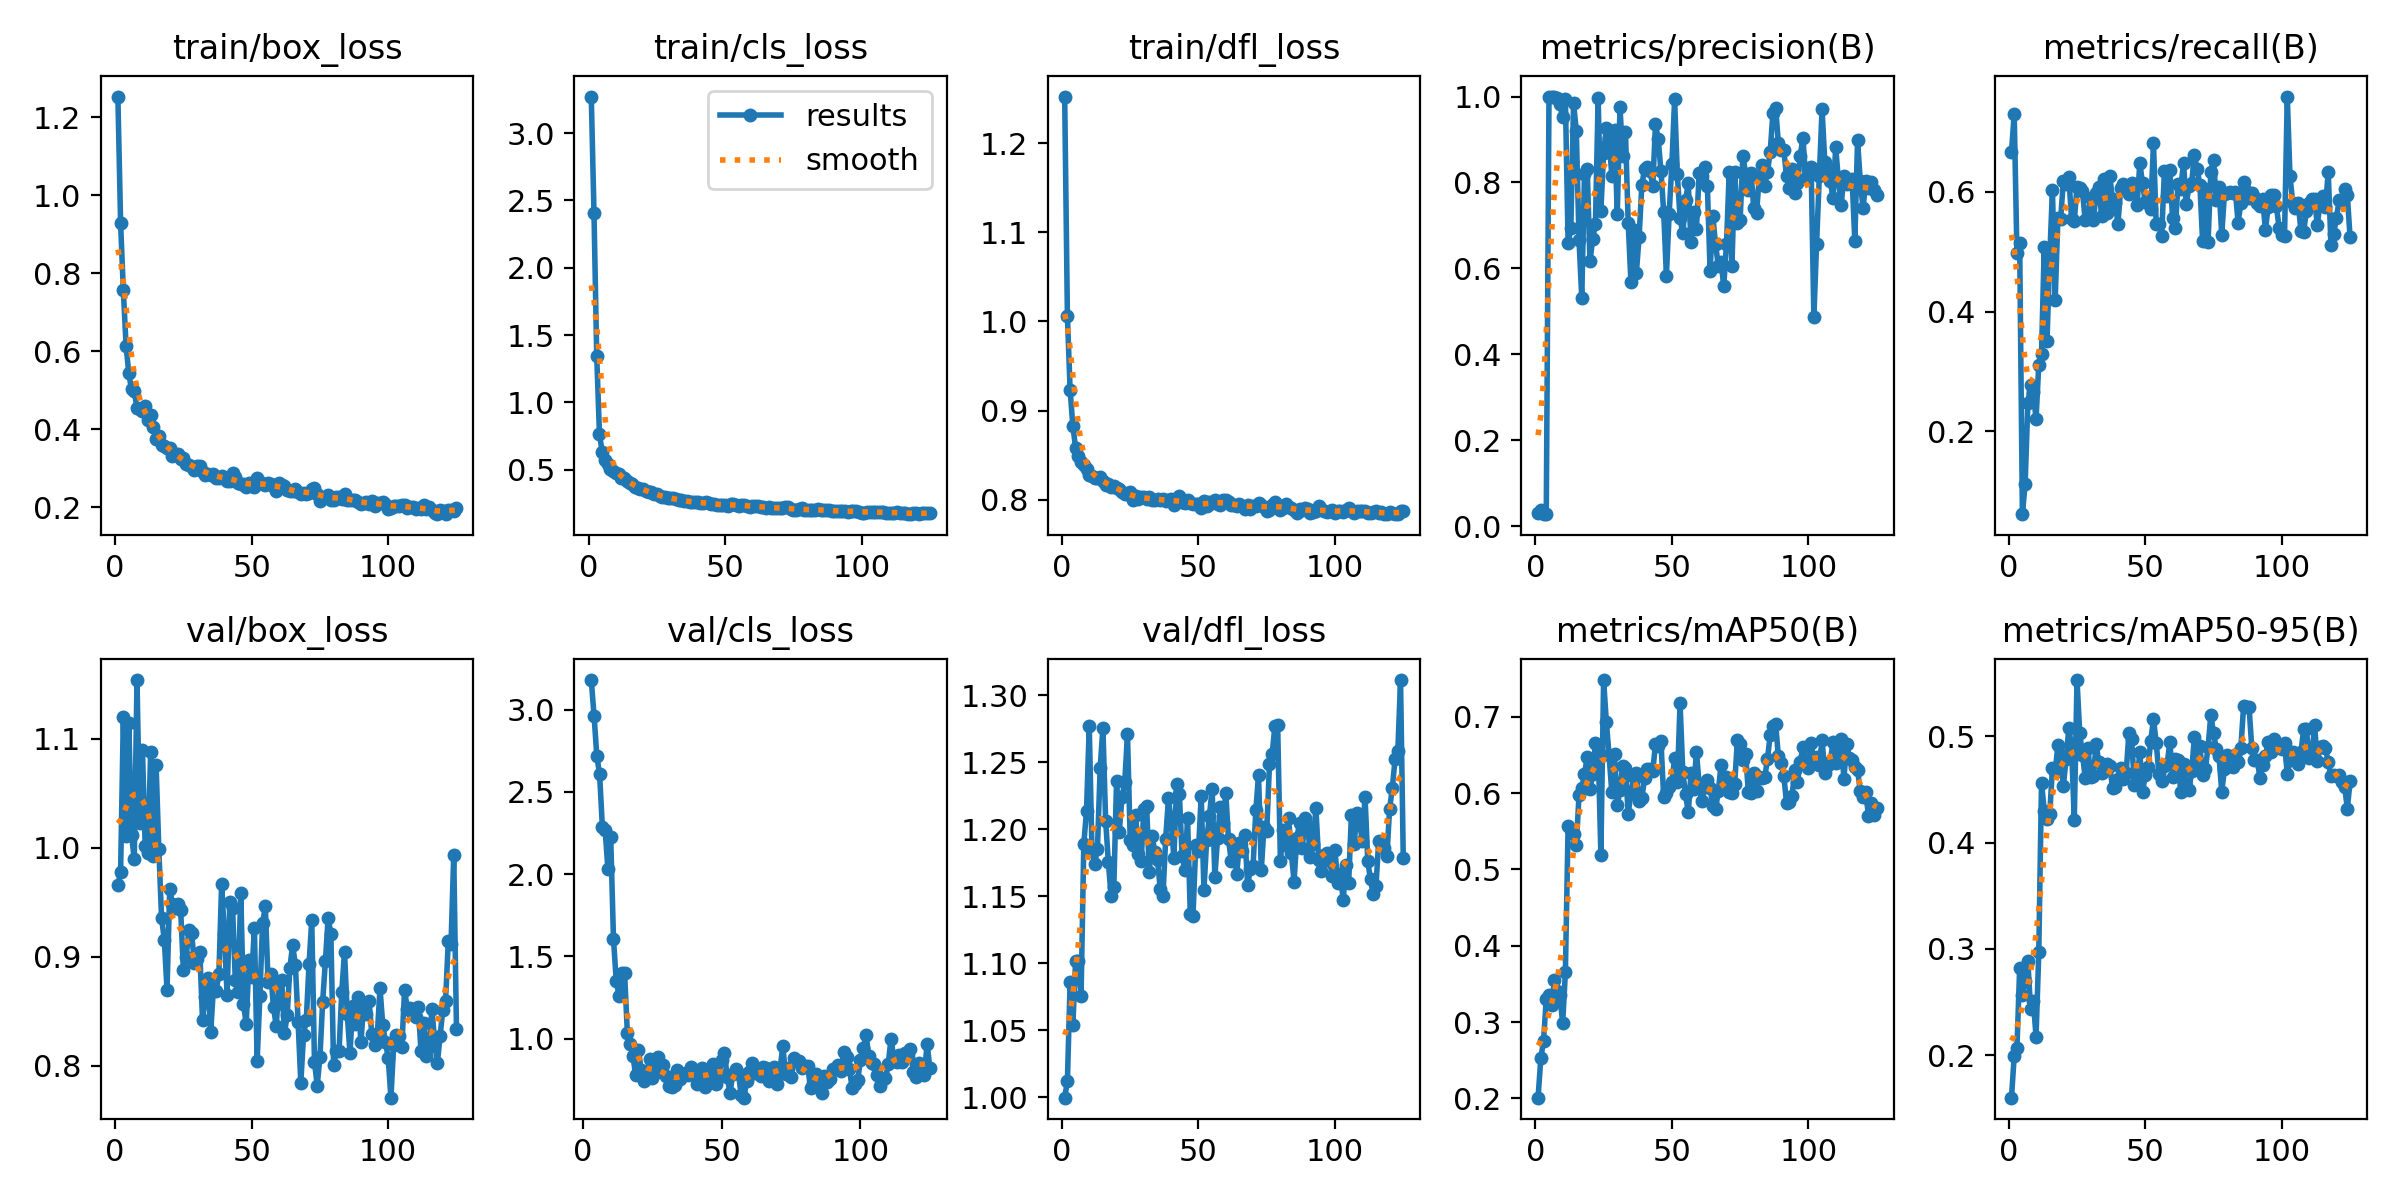 train/box_loss
1.2
1.0
0.8
0.6
0.4
0.2
0 50 100
train/cls_loss
results
smooth
3.0
2.5
2.0
1.5
1.0
0.5
0 50 100
train/dfl_loss
1.2
1.1
1.0
0.9
0.8
0 50 100
metrics/precision(B)
1.0
0.8
0.6
0.4
0.2
0.0
0 50 100
metrics/recall(B)
0.6
0.4
0.2
0 50 100
val/box_loss
1.1
1.0
0.9
0.8
0 50 100
val/cls_loss
3.0
2.5
2.0
1.5
1.0
0 50 100
val/dfl_loss
1.30
1.25
1.20
1.15
1.10
1.05
1.00
0 50 100
metrics/mAP50(B)
0.7
0.6
0.5
0.4
0.3
0.2
0 50 100
metrics/mAP50-95(B)
0.5
0.4
0.3
0.2
0 50 100